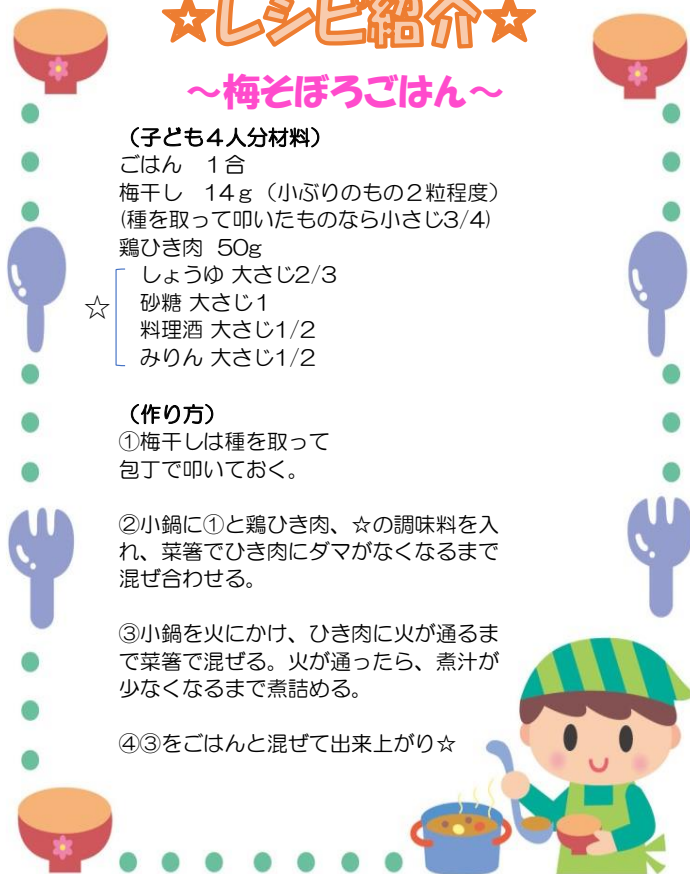 ★レシピ紹介★
～梅そぼろごはん～
（子ども４人分材料）
ごはん　１合
梅干し　14ｇ（小ぶりのもの２粒程度）
(種を取って叩いたものなら小さじ3/4)
鶏ひき肉 50g
しょうゆ 大さじ2/3
☆ 砂糖 大さじ1
料理酒 大さじ1/2
みりん 大さじ1/2
（作り方）
①梅干しは種を取って
包丁で叩いておく。
②小鍋に①と鶏ひき肉、☆の調味料を入
れ、菜箸でひき肉にダマがなくなるまで
混ぜ合わせる。
③小鍋を火にかけ、ひき肉に火が通るま
で菜箸で混ぜる。火が通ったら、煮汁が
少なくなるまで煮詰める。
④③をごはんと混ぜて出来上がり☆